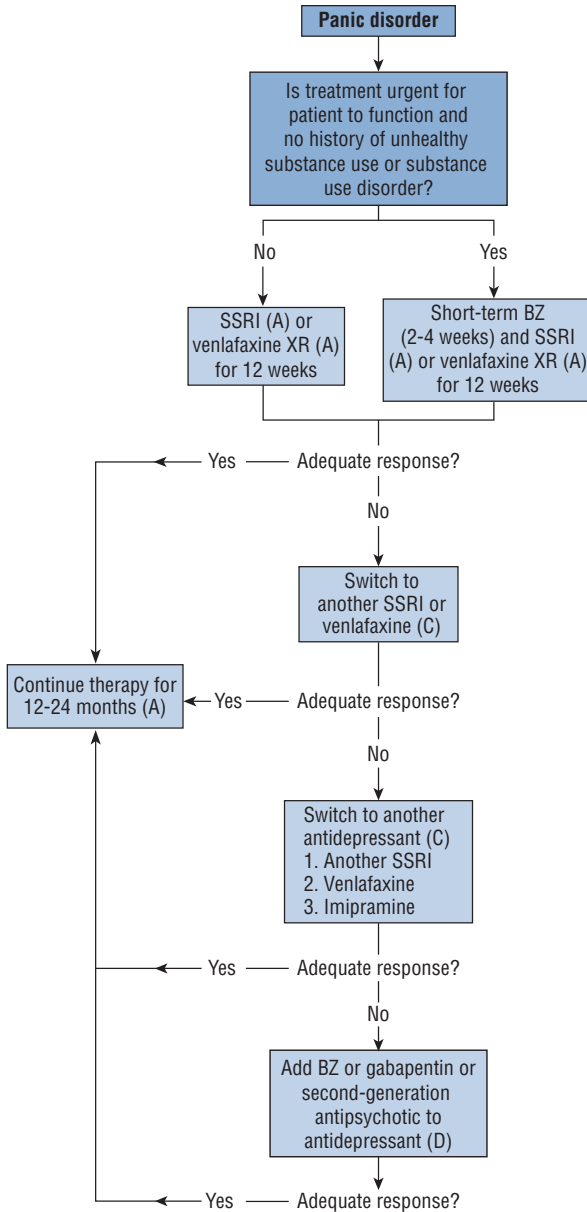 Panic disorder
Is treatment urgent for
patient to function and
no history of unhealthy
substance use or substance
use disorder?
No
Yes
SSRI (A) or
venlafaxine XR (A)
for 12 weeks
Short-term BZ
(2-4 weeks) and SSRI
(A) or venlafaxine XR (A)
for 12 weeks
Yes
Adequate response?
No
Switch to
another SSRI or
venlafaxine (C)
Continue therapy for
12-24 months (A)
Yes
Adequate response?
No
Switch to another
antidepressant (C)
1. Another SSRI
2. Venlafaxine
3. Imipramine
Yes
Adequate response?
No
Add BZ or gabapentin or
second-generation
antipsychotic to
antidepressant (D)
Yes
Adequate response?